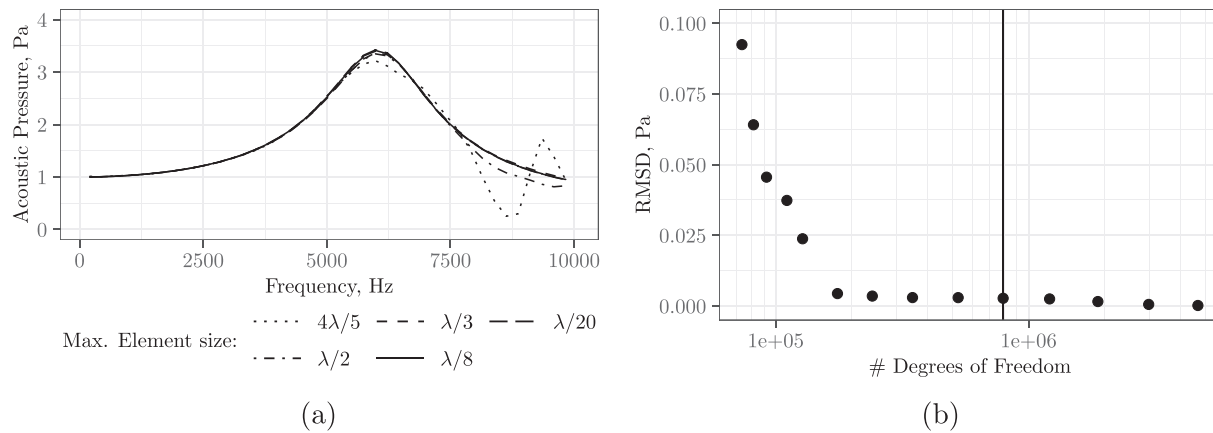 Acoustic Pressure, Pa
4
3
2
1
0
0 2500 5000 7500 10000
Frequency, Hz
Max. Element size:
4λ/5 λ/3 λ/20
λ/2 λ/8
(a)
RMSD, Pa
0.100
0.075
0.050
0.025
0.000
1e+05 1e+06
# Degrees of Freedom
(b)